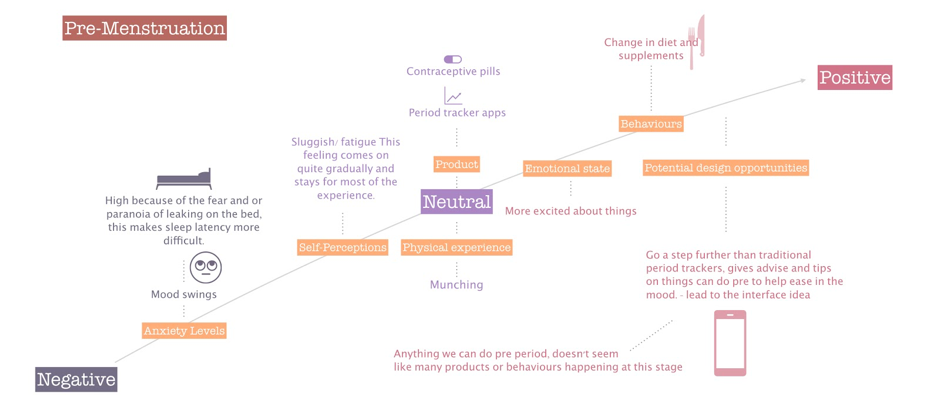 Pre-Menstruation
Change in diet and
supplements
Contraceptive pills
Positive
Period tracker apps
Behaviours
Sluggish/ fatigue This
feeling comes on
quite gradually and
stays for most of the
experience.
Product
Emotional state
Potential design opportunities
High because of the fear and or
paranoia of leaking on the bed,
this makes sleep latency more
difficult.
Neutral
More excited about things
Self-Perceptions
Physical experience
Go a step further than traditional
period trackers, gives advise and tips
on things can do pre to help ease in the
mood. - lead to the interface idea
Munching
Mood swings
Anxiety Levels
Anything we can do pre period, doesn't seem
like many products or behaviours happening at this stage
Negative